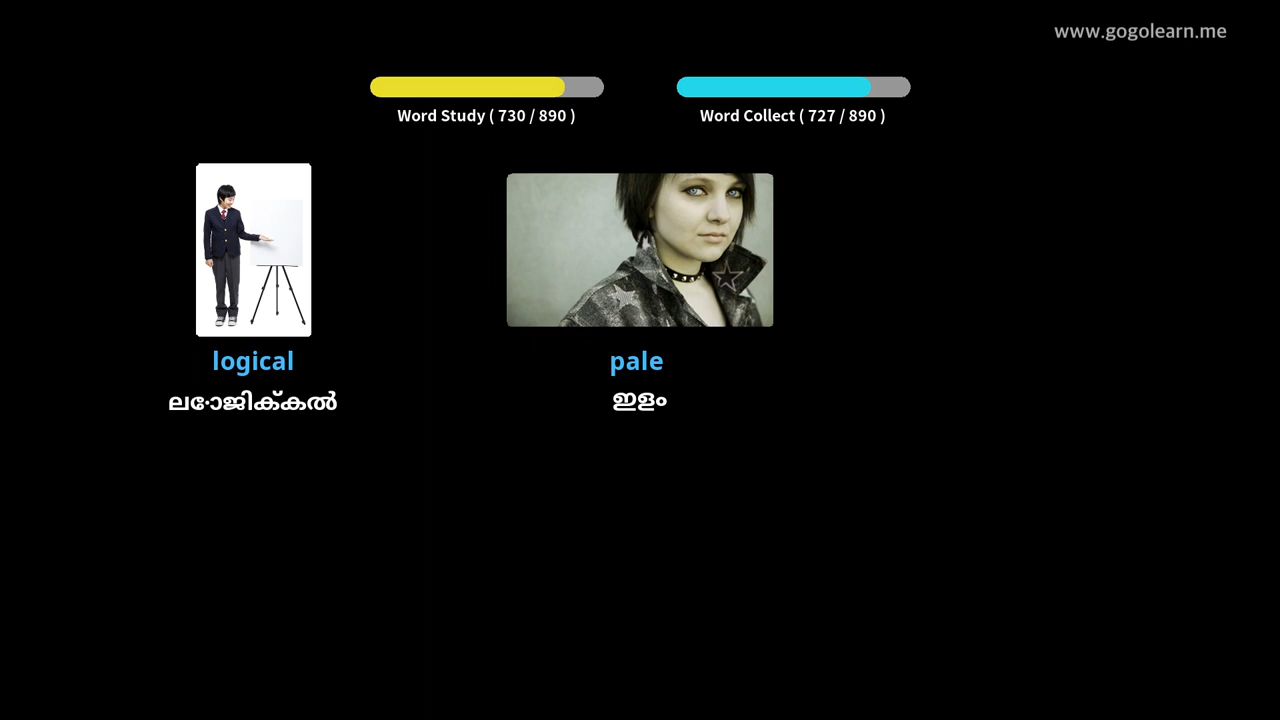 www.gogolearn.me
Word Study ( 730 / 890 )
Word Collect ( 727 / 890 )
logical
ലോജിക്കൽ
pale
ഇളം